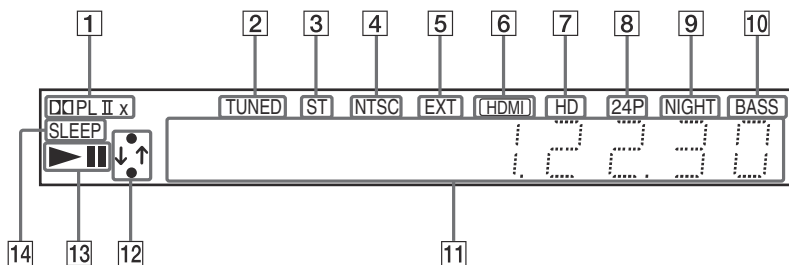 1 2 3 4 5 6 7 8 9 10
PL II x TUNED ST NTSC EXT HDMI HD 24P NIGHT BASS
SLEEP
1.22.30
14 13 12 11